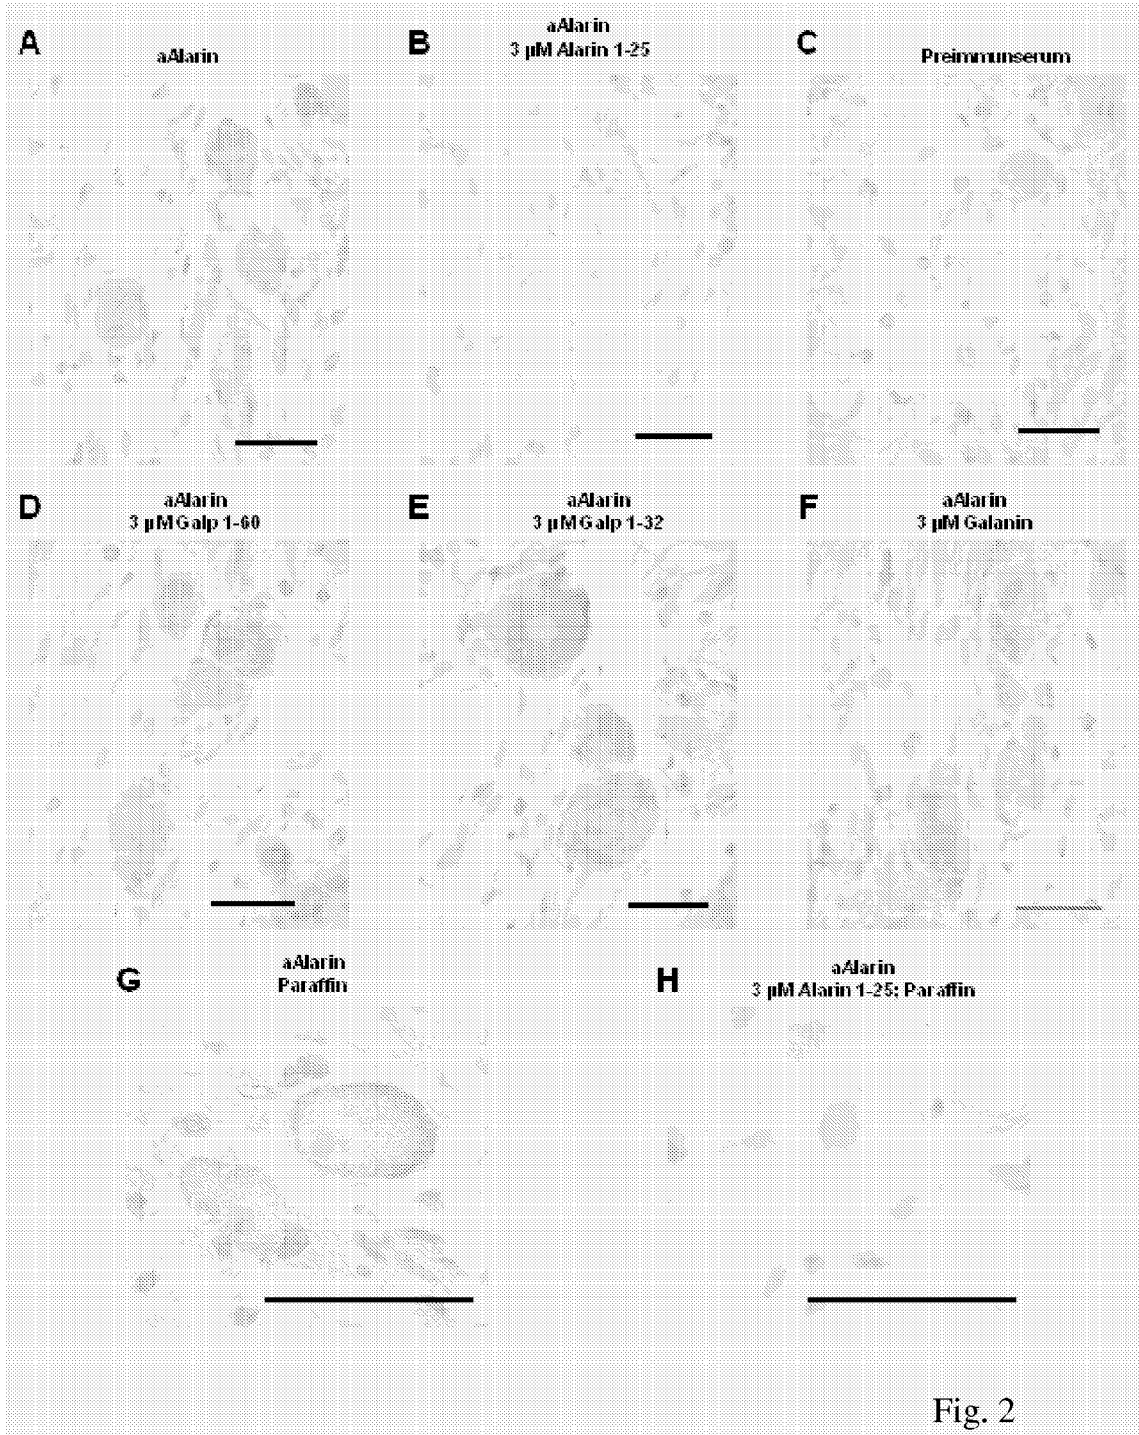 A
aAlarin
B
aAlarin
3 µM Alarin 1-25
C
Preimmunserum
D
aAlarin
3 µM Galp 1-60
E
aAlarin
3 µM Galp 1-32
F
aAlarin
3 µM Galanin
G
aAlarin
Paraffin
H
aAlarin
3 µM Alarin 1-25; Paraffin
Fig. 2